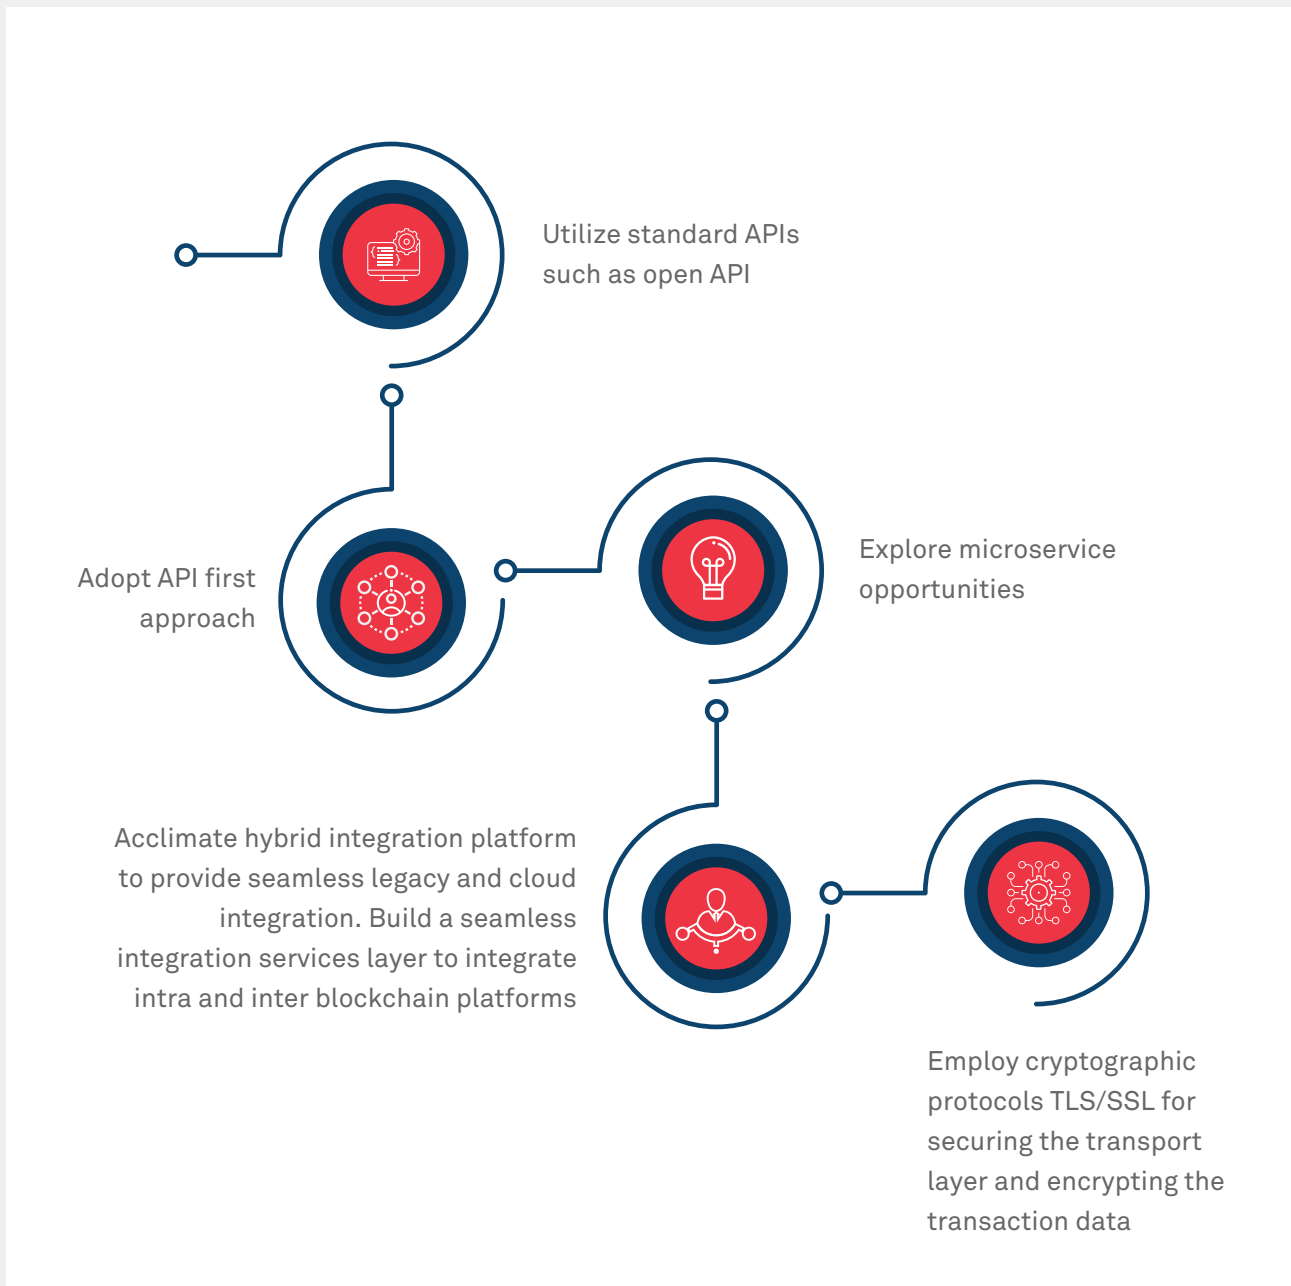 Utilize standard APIs
such as open API
Adopt API first
approach
Explore microservice
opportunities
Acclimate hybrid integration platform
to provide seamless legacy and cloud
integration. Build a seamless
integration services layer to integrate
intra and inter blockchain platforms
Employ cryptographic
protocols TLS/SSL for
securing the transport
layer and encrypting the
transaction data